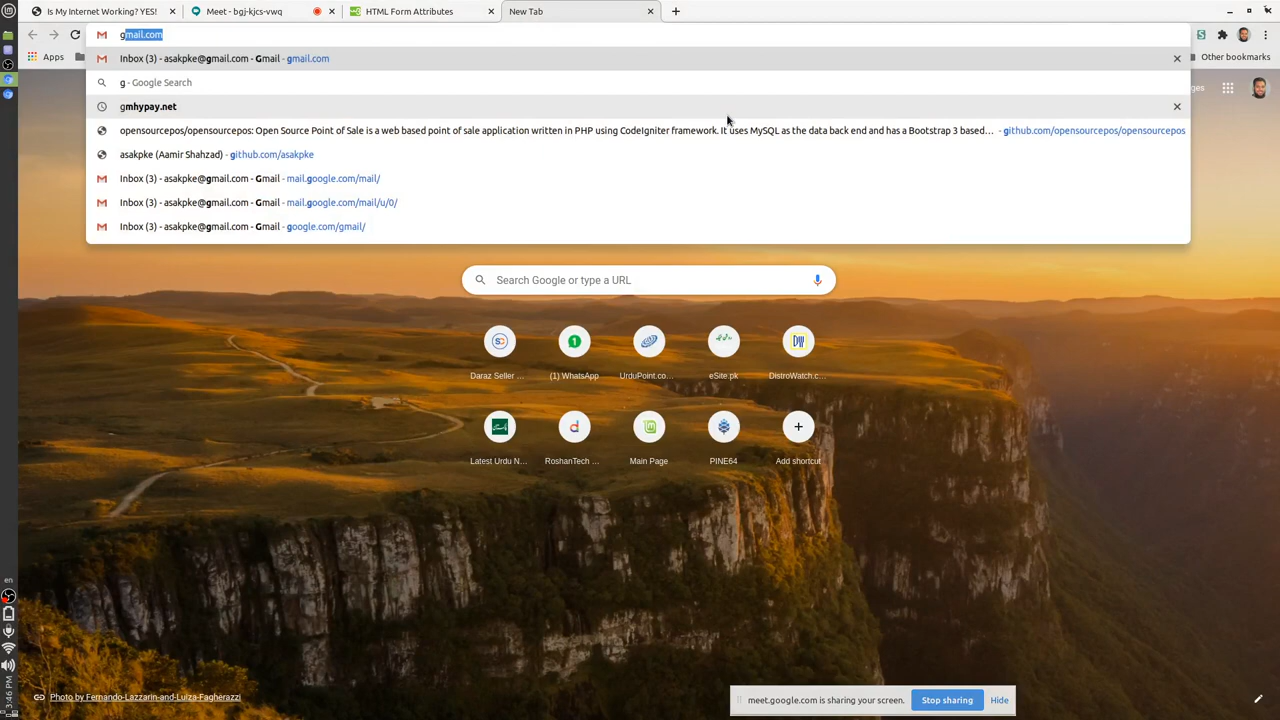 Is My Internet Working? YES!
Meet - bgj-kjcs-vwq
HTML Form Attributes
New Tab
gmail.com
Apps
Inbox (3) - asakpke@gmail.com - Gmail - gmail.com
g - Google Search
gmhypay.net
opensourcepos/opensourcepos: Open Source Point of Sale is a web based point of sale application written in PHP using CodeIgniter framework. It uses MySQL as the data back end and has a Bootstrap 3 based... - github.com/opensourcepos/opensourcepos
asakpke (Aamir Shahzad) - github.com/asakpke
Inbox (3) - asakpke@gmail.com - Gmail - mail.google.com/mail/
Inbox (3) - asakpke@gmail.com - Gmail - mail.google.com/mail/u/0/
Inbox (3) - asakpke@gmail.com - Gmail - google.com/gmail/
Other bookmarks
ges
Search Google or type a URL
Daraz Seller ...
(1) WhatsApp
UrduPoint.co...
eSite.pk
DistroWatch.c...
Latest Urdu N...
RoshanTech ...
Main Page
PINE64
Add shortcut
en
3:46 PM
Photo by Fernando-Lazzarin-and-Luiza-Fagherazzi
meet.google.com is sharing your screen.
Stop sharing
Hide